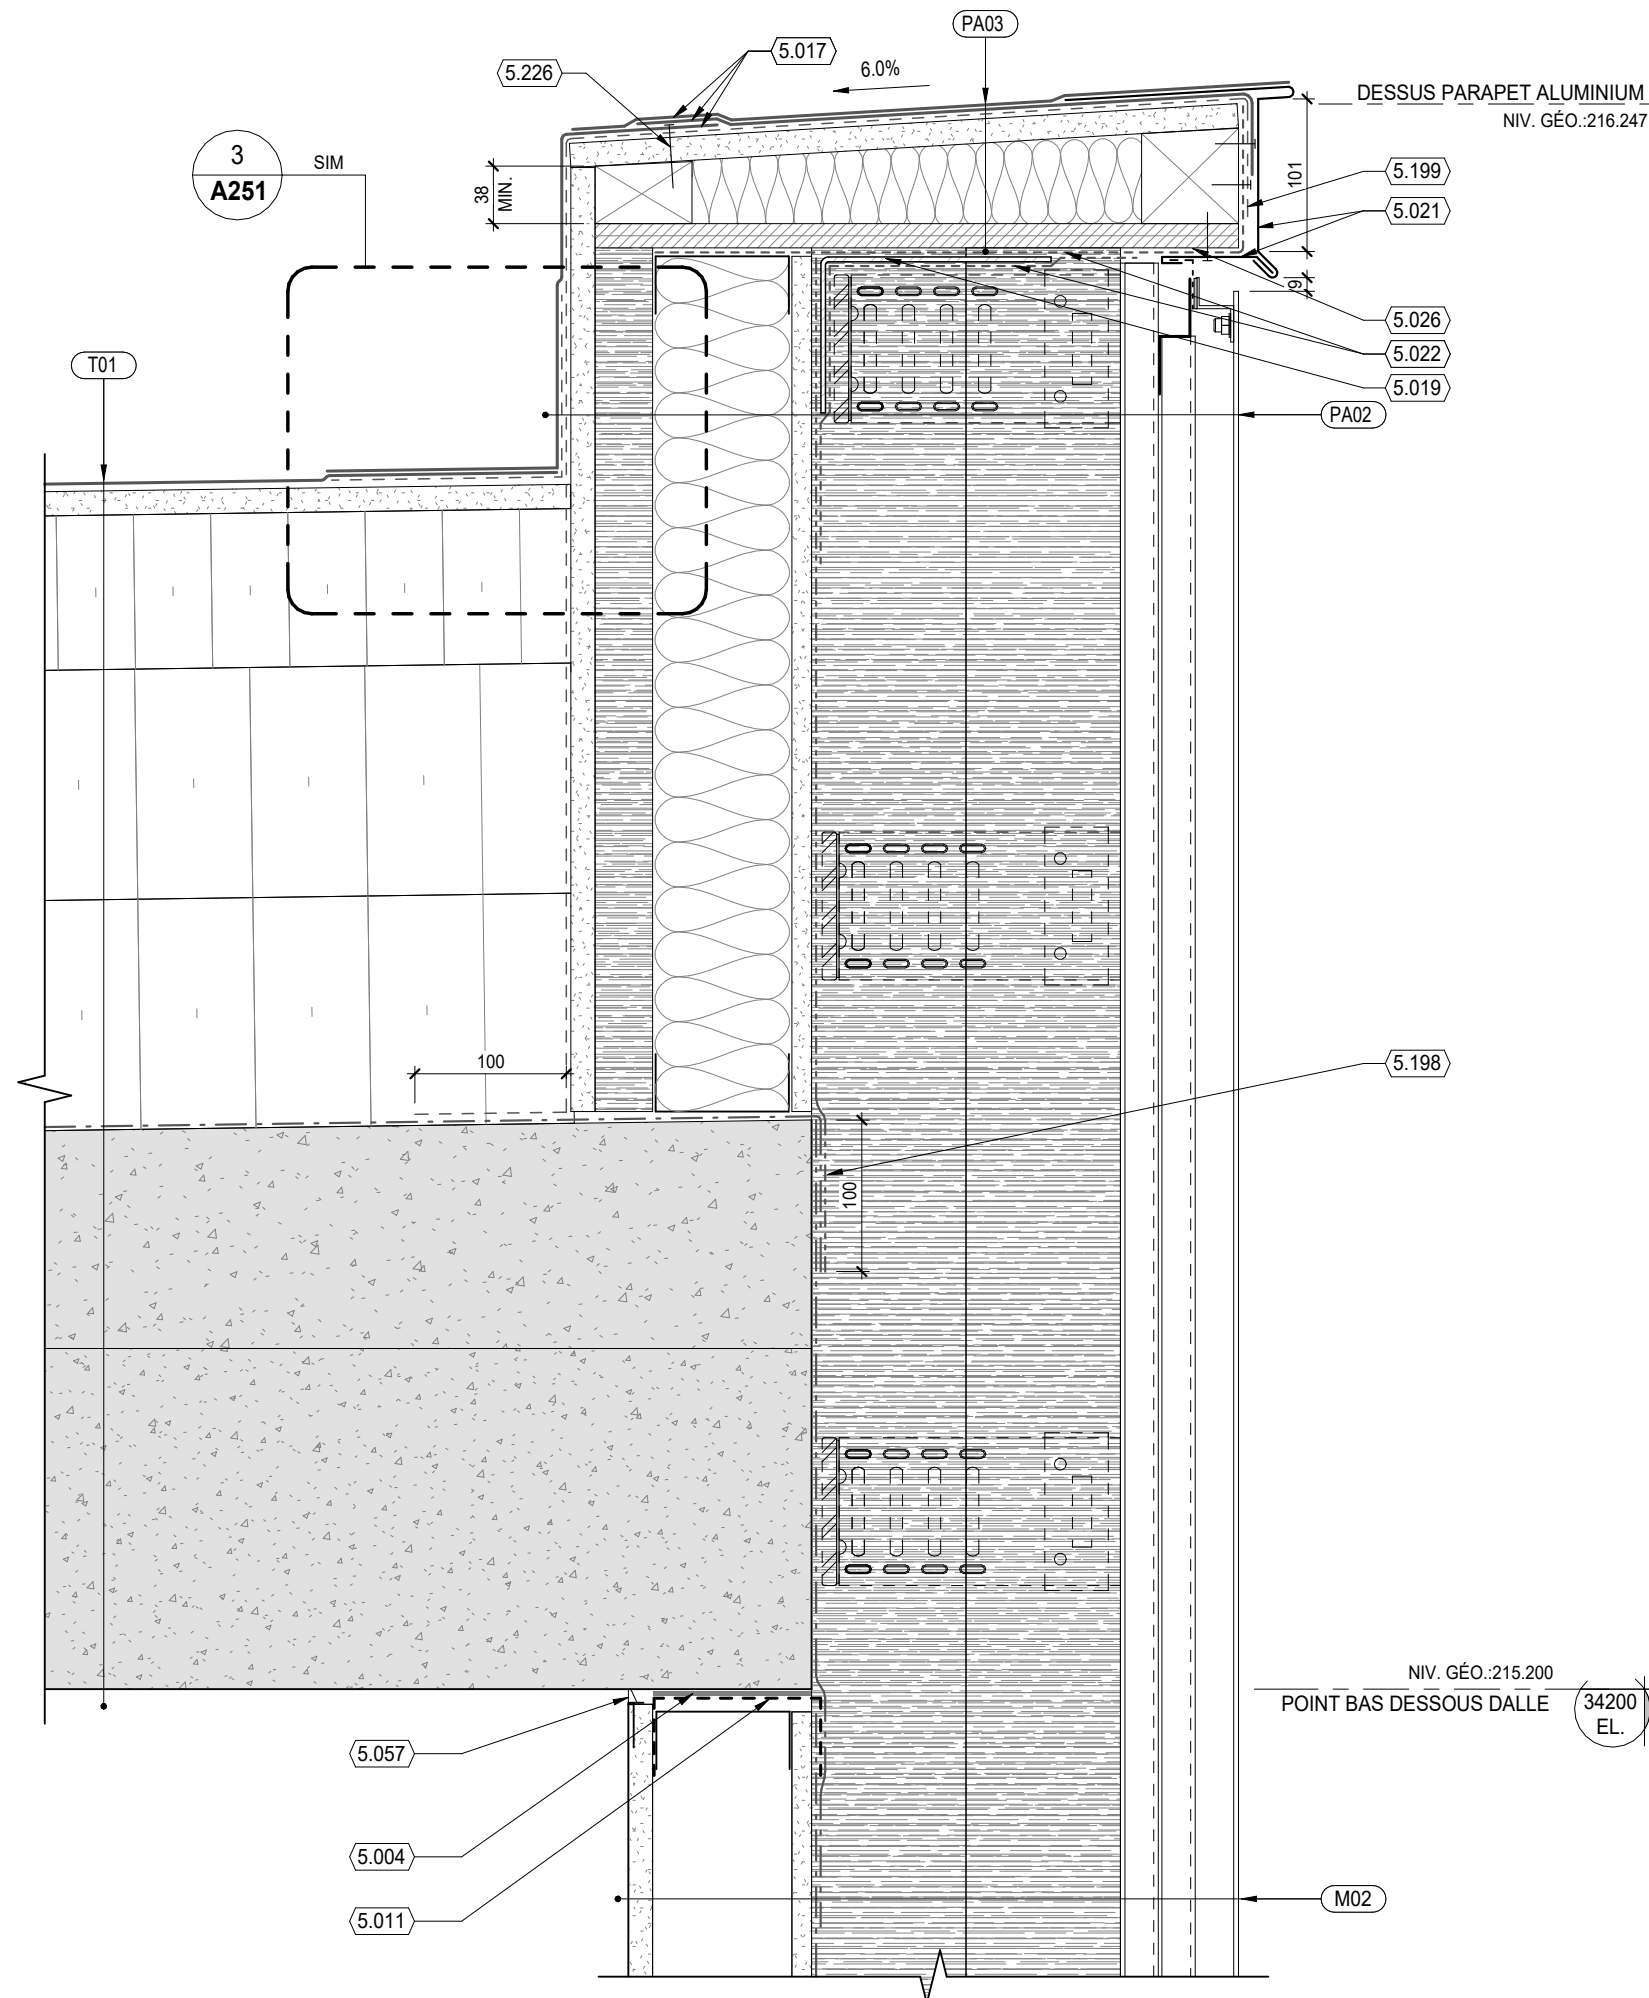 PA03
5.017
5.226
6.0%
DESSUS PARAPET ALUMINIUM
NIV. GÉO.:216.247
3
A251
SIM
38
MIN.
101
5.199
5.021
9
5.026
5.022
5.019
T01
PA02
100
5.198
100
NIV. GÉO.:215.200
POINT BAS DESSOUS DALLE
34200
EL.
5.057
5.004
5.011
M02